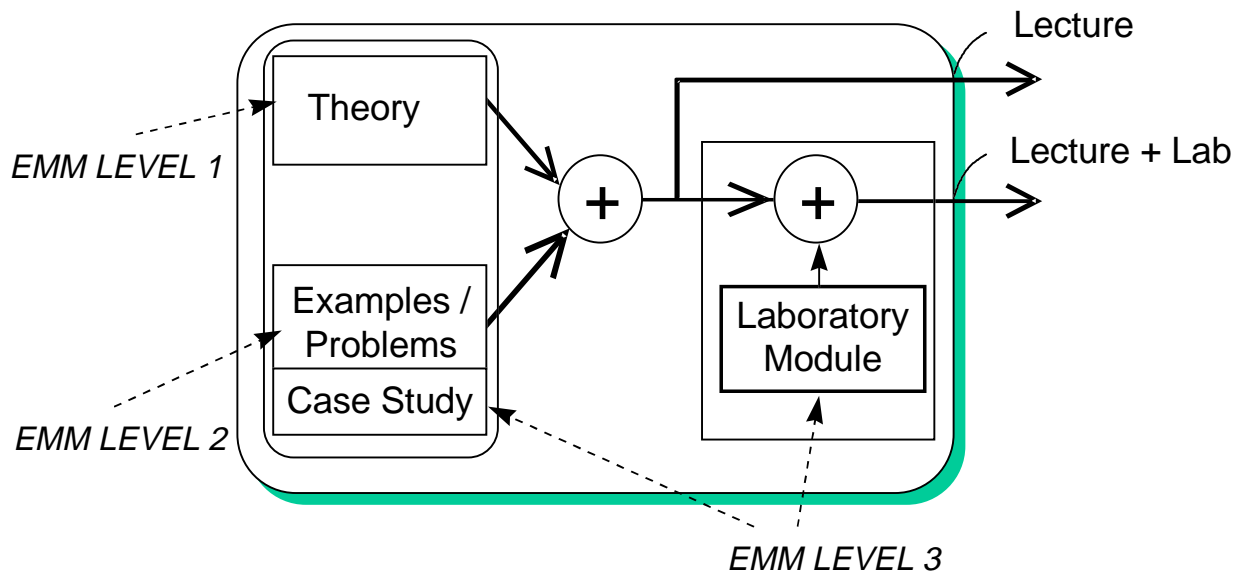 Lecture
Theory
Lecture + Lab
EMM LEVEL 1
+
+
Examples /
Problems
Laboratory
Module
Case Study
EMM LEVEL 2
EMM LEVEL 3